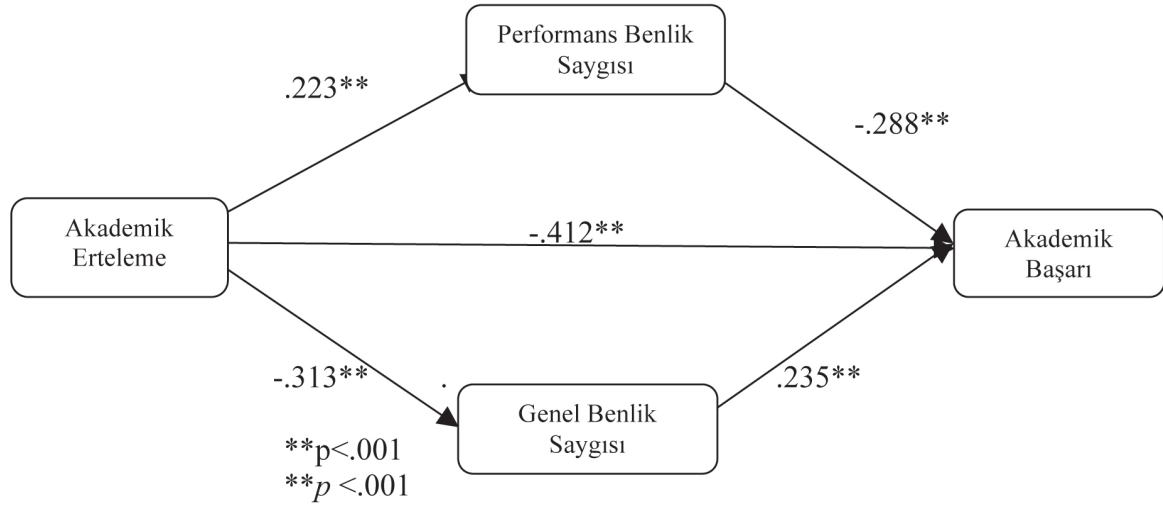 Performans Benlik
Saygısı
.223**
-.288**
Akademik
Erteleme
-.412**
Akademik
Başarı
-.313**
.
.235**
Genel Benlik
Saygısı
**p<.001
**p <.001